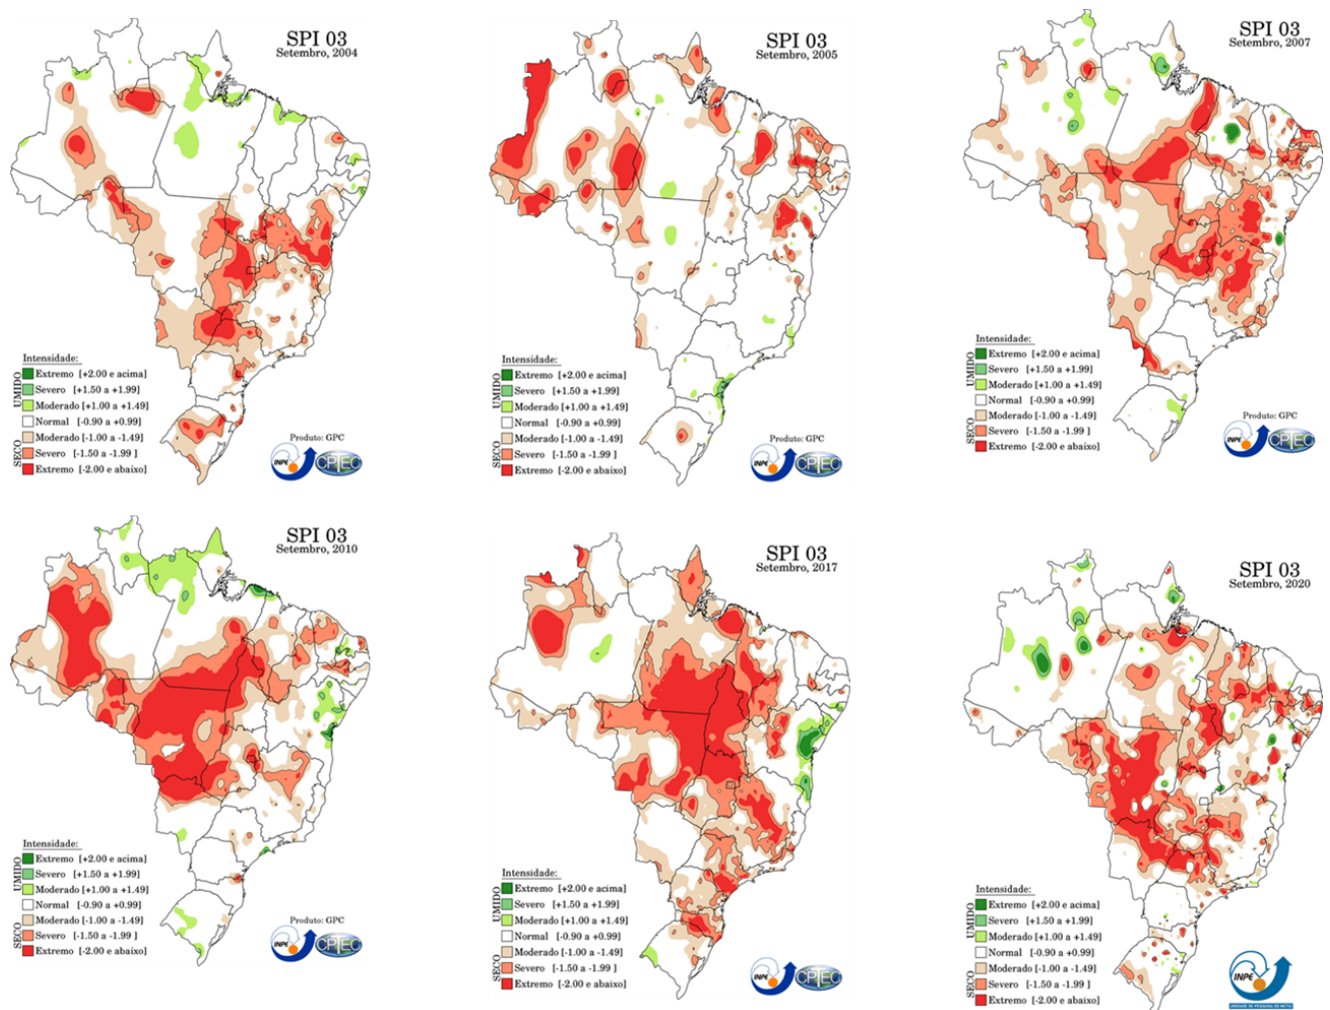 SPI 03
Setembro, 2004
Intensidade:
UMIDO
Extremo [+2.00 e acima]
Severo [+1.50 a +1.99]
Moderado [+1.00 a +1.49]
Normal [-0.90 a +0.99]
SECO
Moderado [-1.00 a -1.49]
Severo [-1.50 a -1.99 ]
Extremo [-2.00 e abaixo]
Produto: GPC
INPE
CPTEC
SPI 03
Setembro, 2005
Intensidade:
UMIDO
Extremo [+2.00 e acima]
Severo [+1.50 a +1.99]
Moderado [+1.00 a +1.49]
Normal [-0.90 a +0.99]
SECO
Moderado [-1.00 a -1.49]
Severo [-1.50 a -1.99 ]
Extremo [-2.00 e abaixo]
Produto: GPC
INPE
CPTEC
SPI 03
Setembro, 2007
Intensidade:
UMIDO
Extremo [+2.00 e acima]
Severo [+1.50 a +1.99]
Moderado [+1.00 a +1.49]
Normal [-0.90 a +0.99]
SECO
Moderado [-1.00 a -1.49]
Severo [-1.50 a -1.99 ]
Extremo [-2.00 e abaixo]
Produto: GPC
INPE
CPTEC
SPI 03
Setembro, 2010
Intensidade:
UMIDO
Extremo [+2.00 e acima]
Severo [+1.50 a +1.99]
Moderado [+1.00 a +1.49]
Normal [-0.90 a +0.99]
SECO
Moderado [-1.00 a -1.49]
Severo [-1.50 a -1.99 ]
Extremo [-2.00 e abaixo]
Produto: GPC
INPE
CPTEC
SPI 03
Setembro, 2017
Intensidade:
UMIDO
Extremo [+2.00 e acima]
Severo [+1.50 a +1.99]
Moderado [+1.00 a +1.49]
Normal [-0.90 a +0.99]
SECO
Moderado [-1.00 a -1.49]
Severo [-1.50 a -1.99 ]
Extremo [-2.00 e abaixo]
INPE
CPTEC
SPI 03
Setembro, 2020
Intensidade:
UMIDO
Extremo [+2.00 e acima]
Severo [+1.50 a +1.99]
Moderado [+1.00 a +1.49]
Normal [-0.90 a +0.99]
SECO
Moderado [-1.00 a -1.49]
Severo [-1.50 a -1.99 ]
Extremo [-2.00 e abaixo]
INPE
UNIDADE DE PESQUISA DO MCTIC